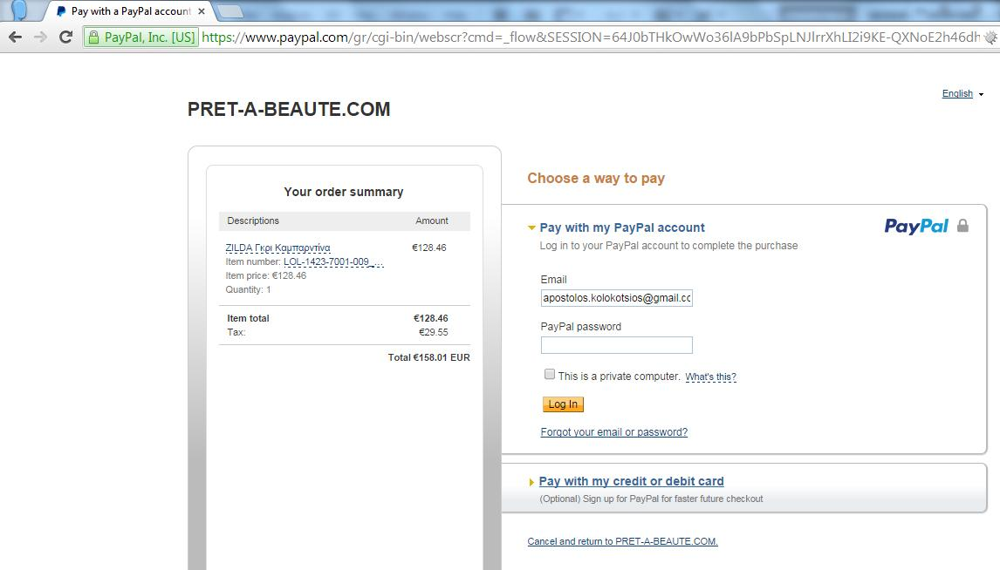 Pay with a PayPal account
PayPal, Inc. [US] https://www.paypal.com/gr/cgi-bin/webscr?cmd=_flow&SESSION=64J0bTHkOwWo36lA9bPbSpLNJlrrXhLI2i9KE-QXNoE2h46dh
English
PRET-A-BEAUTE.COM
Your order summary
Descriptions Amount
ZILDA Γκρι Καμπαρντίνα €128.46
Item number: LOL-1423-7001-009_...
Item price: €128.46
Quantity: 1
Item total €128.46
Tax: €29.55
Total €158.01 EUR
Choose a way to pay
Pay with my PayPal account PayPal
Log in to your PayPal account to complete the purchase
Email
apostolos.kolokotsios@gmail.cc
PayPal password
This is a private computer. What's this?
Log In
Forgot your email or password?
Pay with my credit or debit card
(Optional) Sign up for PayPal for faster future checkout
Cancel and return to PRET-A-BEAUTE.COM.